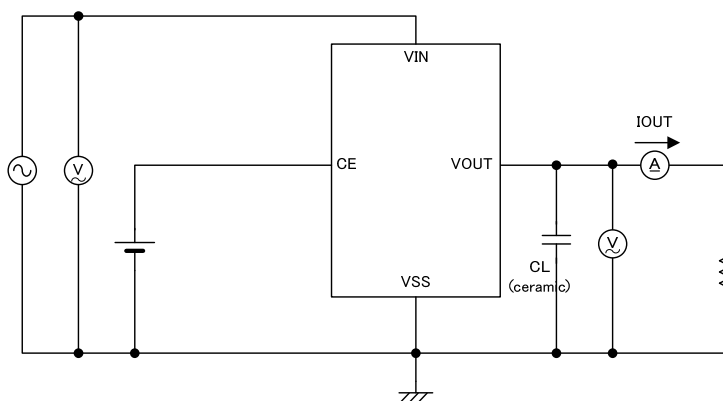 VIN
IOUT
V
CE
VOUT
A
V
CL
(ceramic)
VSS